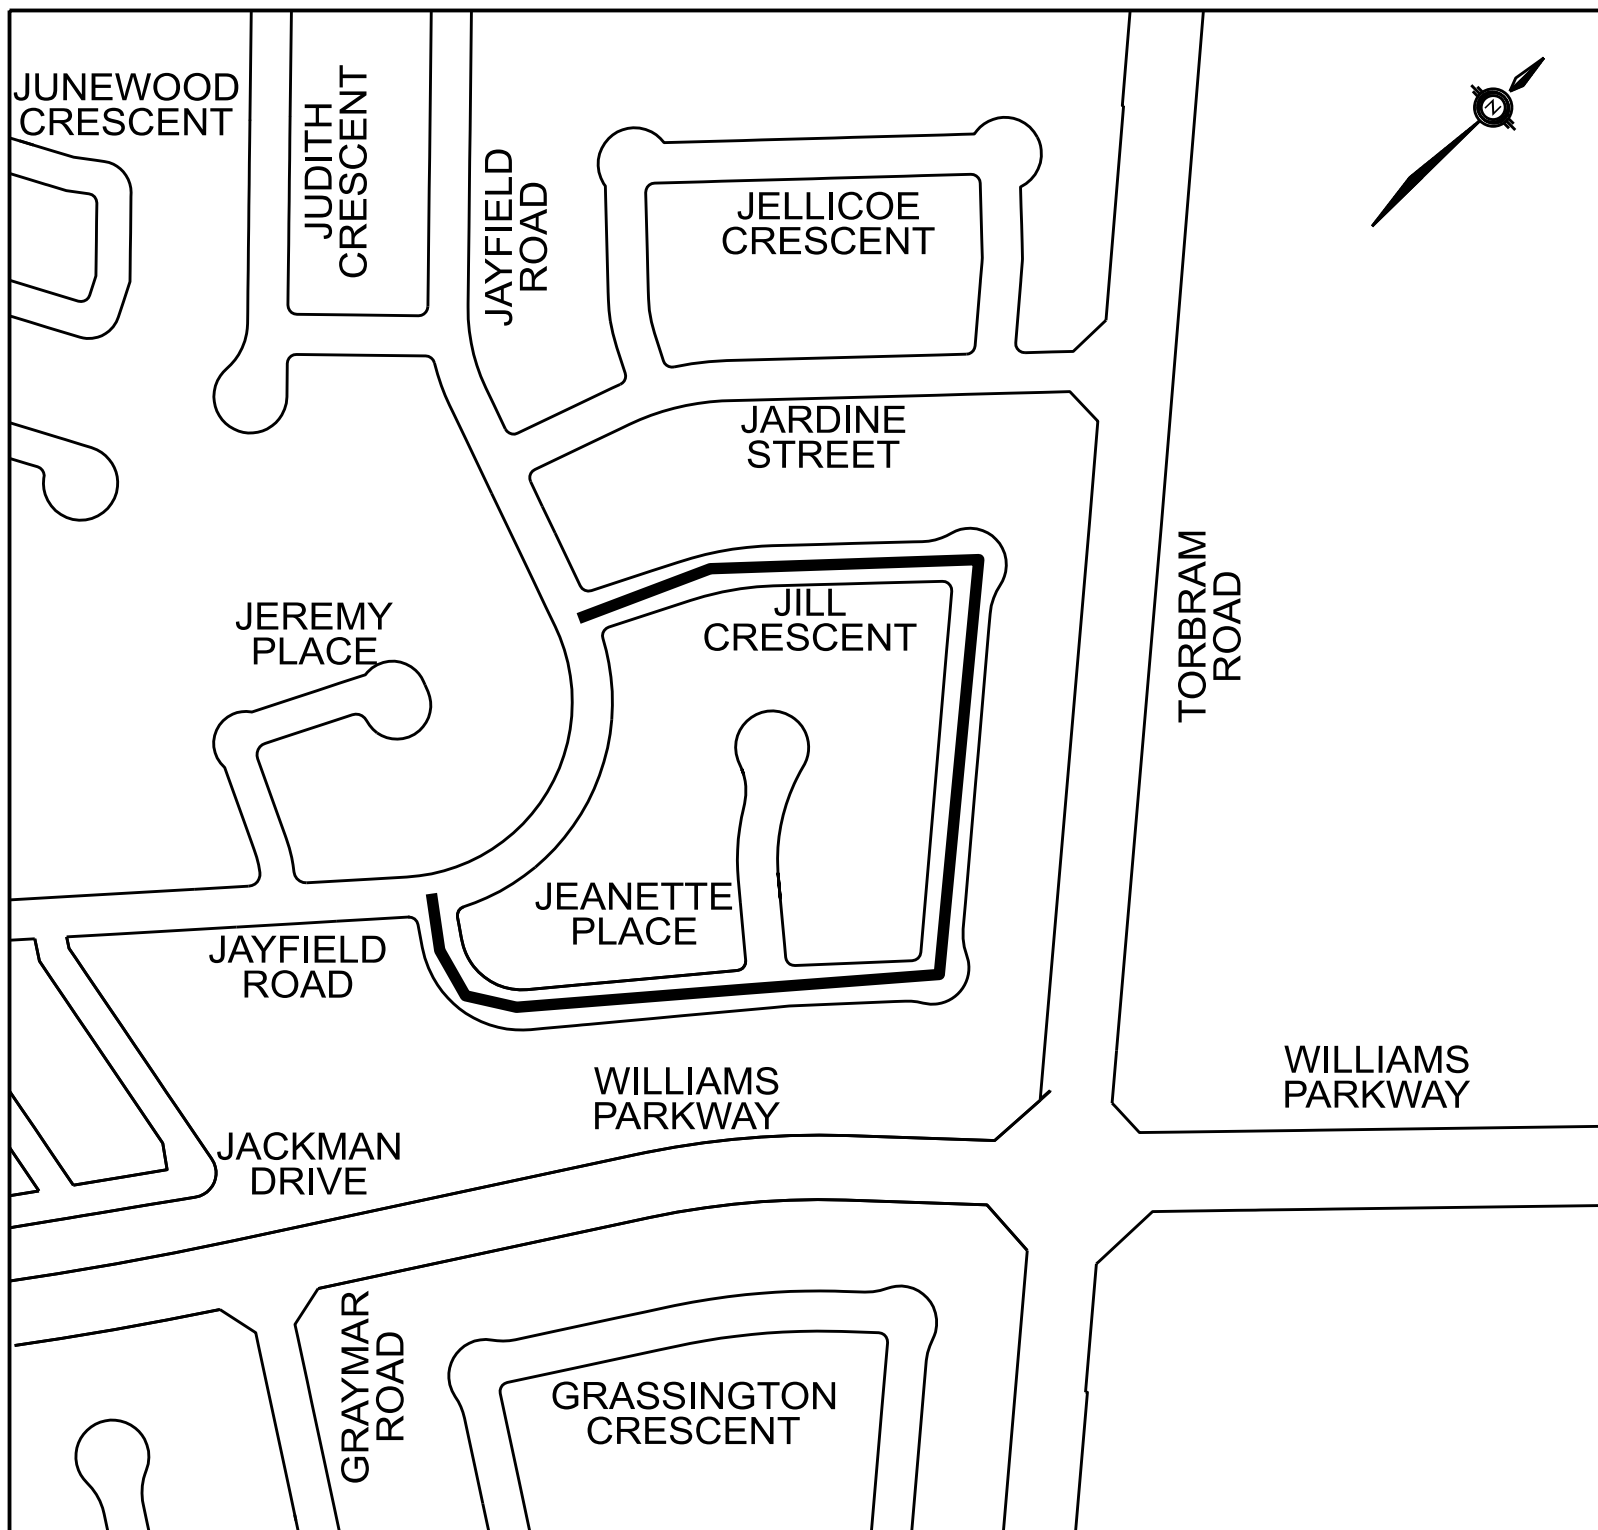 JUNEWOOD
CRESCENT
JUDITH
CRESCENT
JAYFIELD
ROAD
JELLICOE
CRESCENT
N
JARDINE
STREET
JEREMY
PLACE
JILL
CRESCENT
TORBRAM
ROAD
JEANETTE
PLACE
JAYFIELD
ROAD
WILLIAMS
PARKWAY
WILLIAMS
PARKWAY
JACKMAN
DRIVE
GRAYMAR
ROAD
GRASSINGTON
CRESCENT